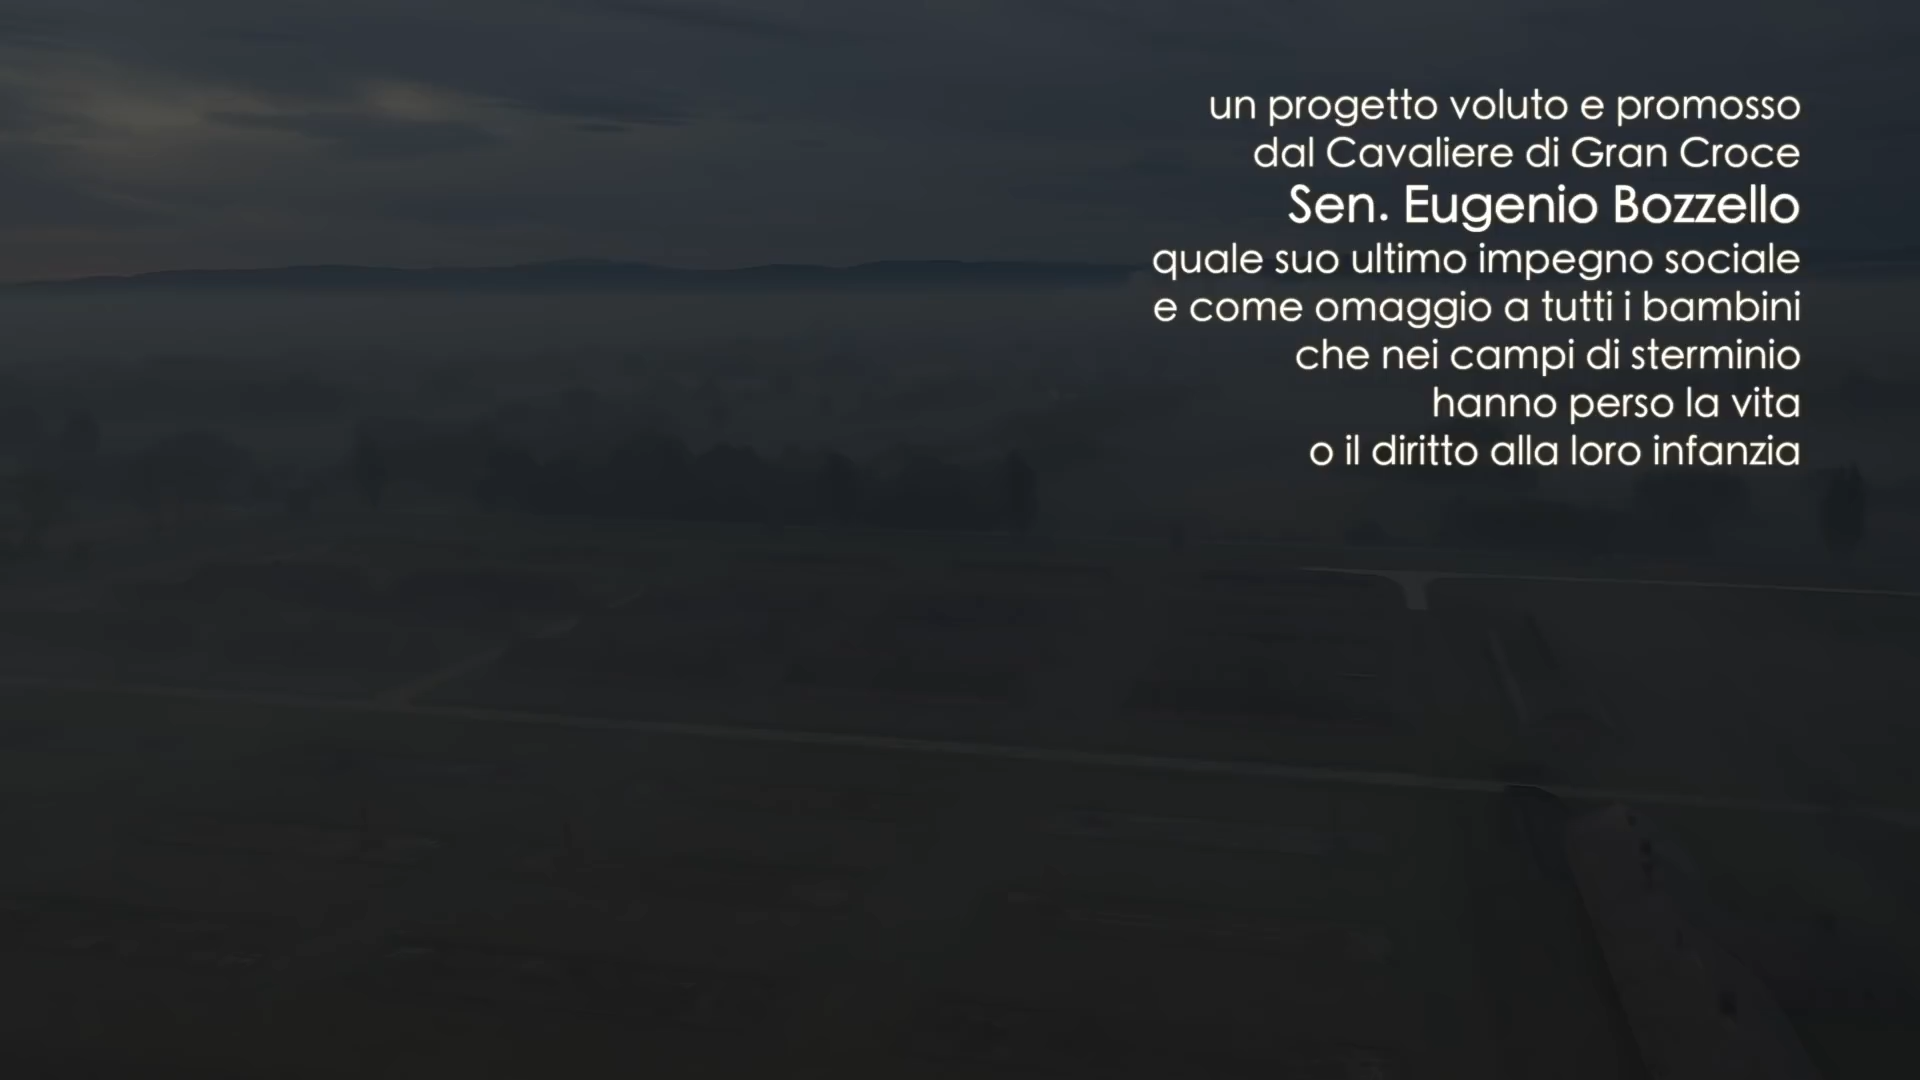 un progetto voluto e promosso
dal Cavaliere di Gran Croce
Sen. Eugenio Bozzello
quale suo ultimo impegno sociale
e come omaggio a tutti i bambini
che nei campi di sterminio
hanno perso la vita
o il diritto alla loro infanzia